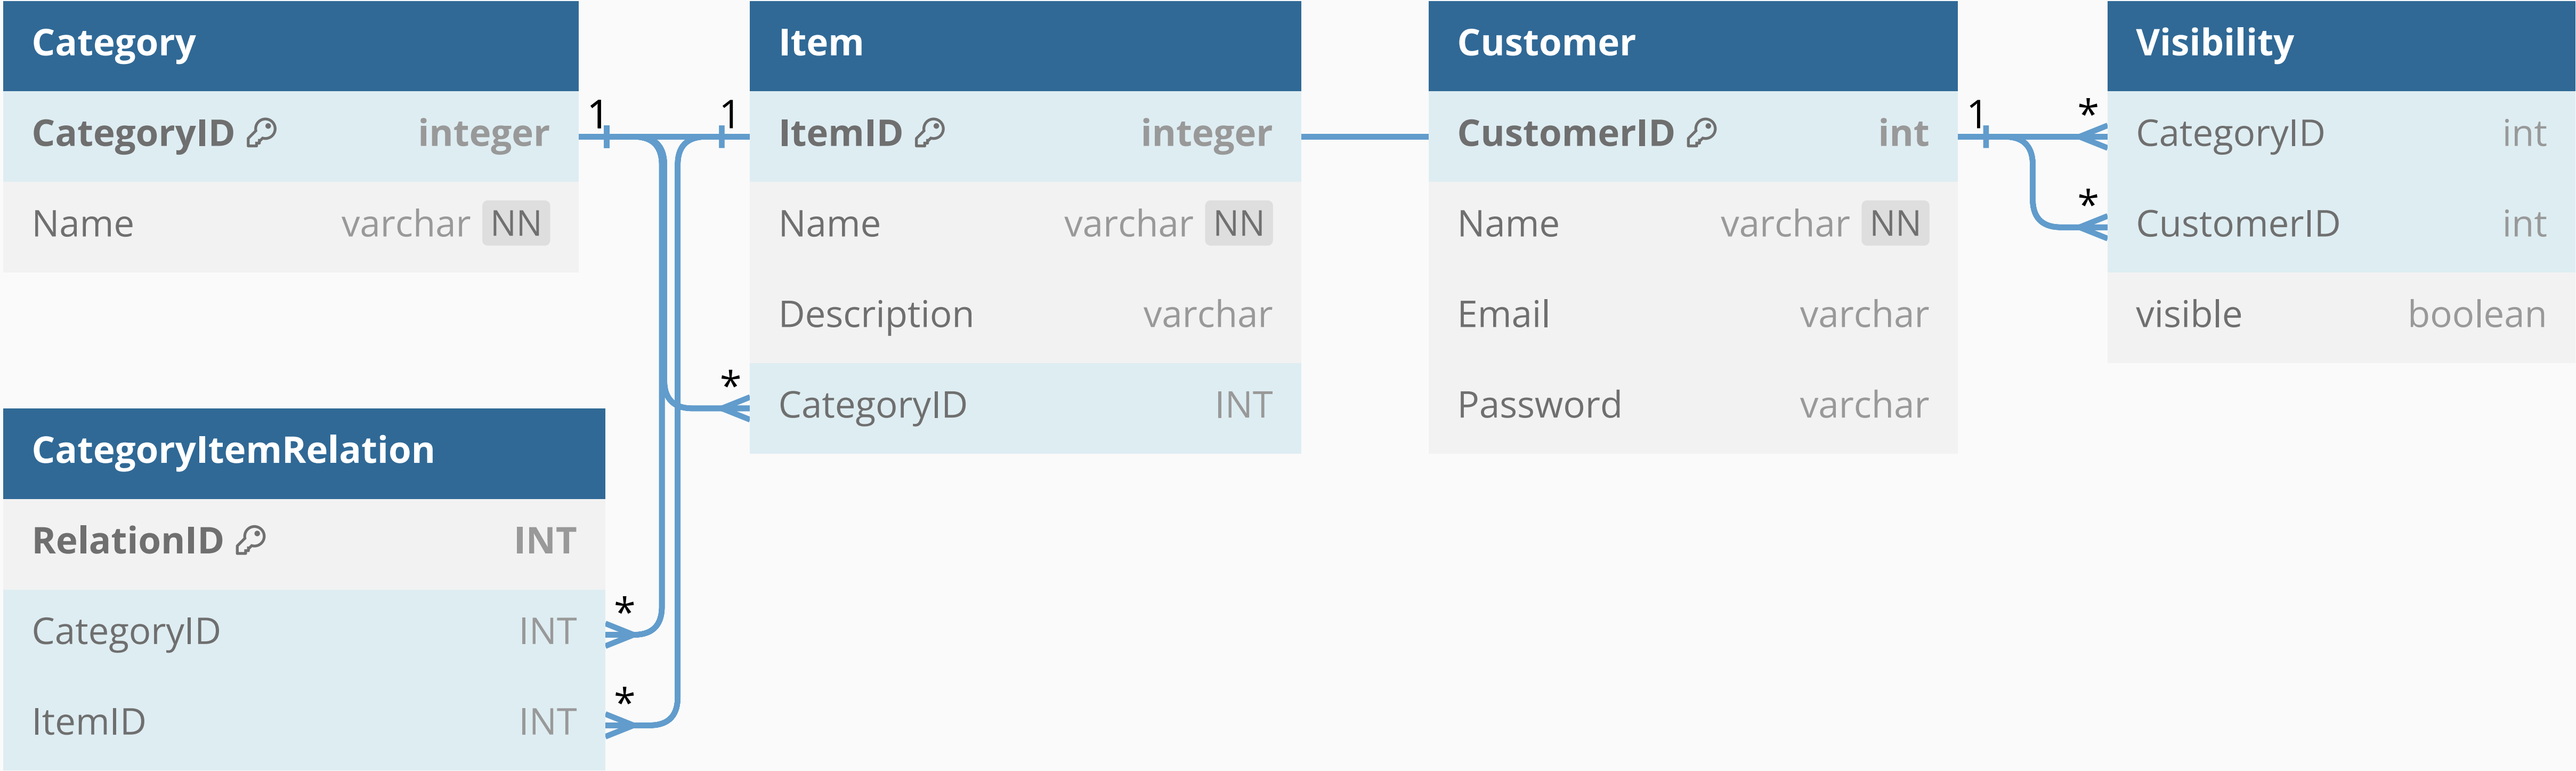 Category
CategoryID integer
Name varchar NN
CategoryItemRelation
RelationID INT
CategoryID INT
ItemID INT
1
1
*
*
*
Item
ItemID integer
Name varchar NN
Description varchar
CategoryID INT
Customer
CustomerID int
Name varchar NN
Email varchar
Password varchar
1
*
*
Visibility
CategoryID int
CustomerID int
visible boolean